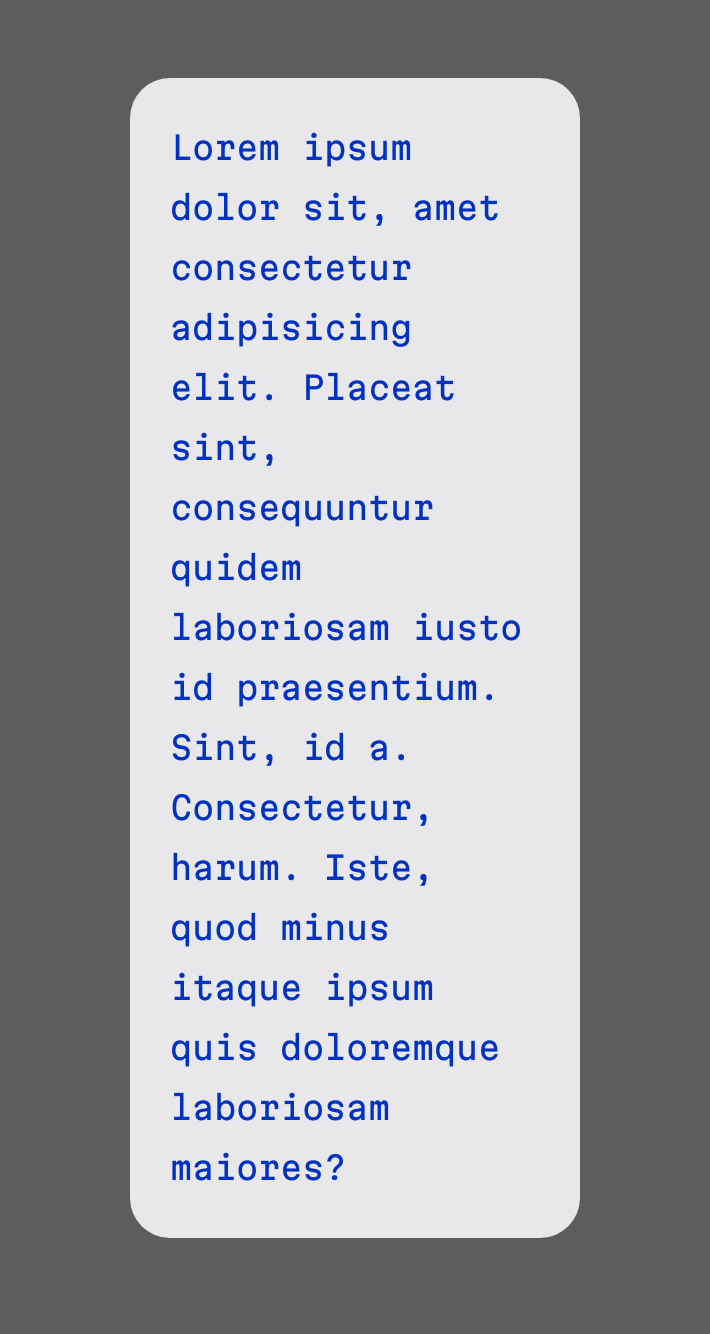 Lorem ipsum
dolor sit, amet
consectetur
adipisicing
elit. Placeat
sint,
consequuntur
quidem
laboriosam iusto
id praesentium.
Sint, id a.
Consectetur,
harum. Iste,
quod minus
itaque ipsum
quis doloremque
laboriosam
maiores?